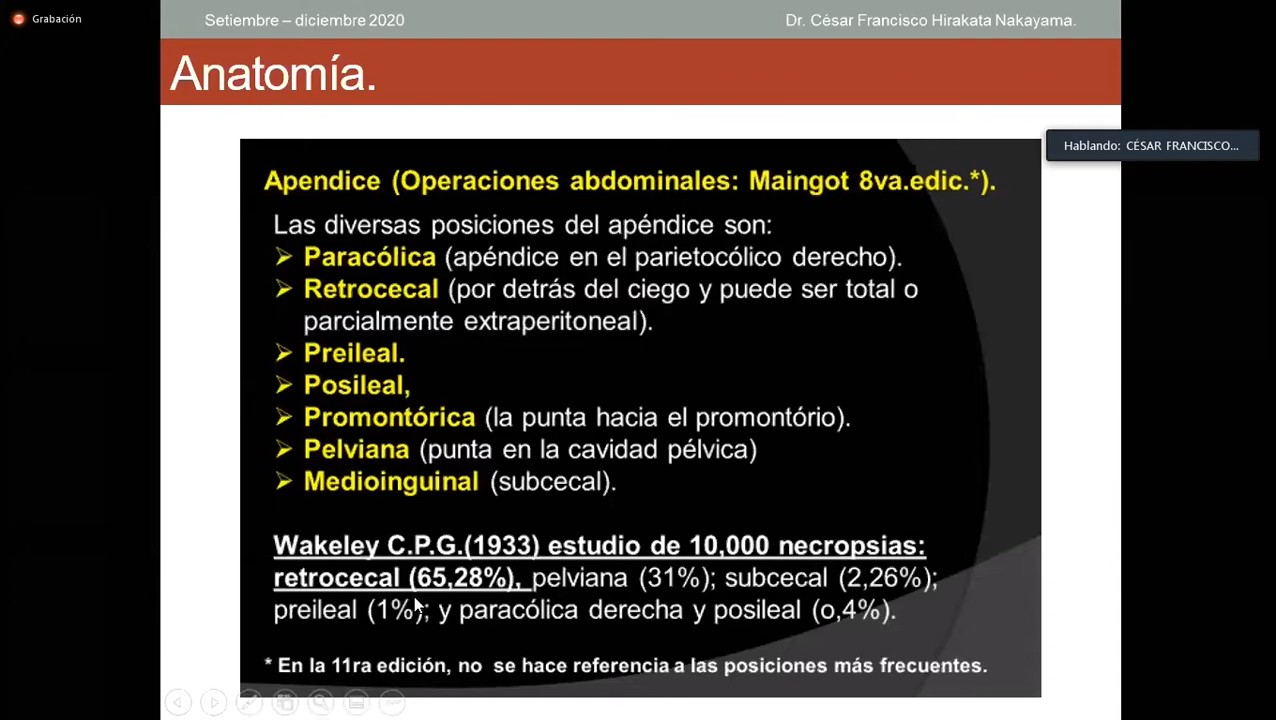 Grabación
Setiembre – diciembre 2020
Dr. César Francisco Hirakata Nakayama.
Anatomía.
Hablando: CÉSAR FRANCISCO...
Apendice (Operaciones abdominales: Maingot 8va.edic.*).
Las diversas posiciones del apéndice son:
➢ Paracólica (apéndice en el parietocólico derecho).
➢ Retrocecal (por detrás del ciego y puede ser total o
parcialmente extraperitoneal).
➢ Preileal.
➢ Posileal,
➢ Promontórica (la punta hacia el promontório).
➢ Pelviana (punta en la cavidad pélvica)
➢ Medioinguinal (subcecal).
Wakeley C.P.G.(1933) estudio de 10,000 necropsias:
retrocecal (65,28%), pelviana (31%); subcecal (2,26%);
preileal (1%); y paracólica derecha y posileal (o,4%).
* En la 11ra edición, no se hace referencia a las posiciones más frecuentes.